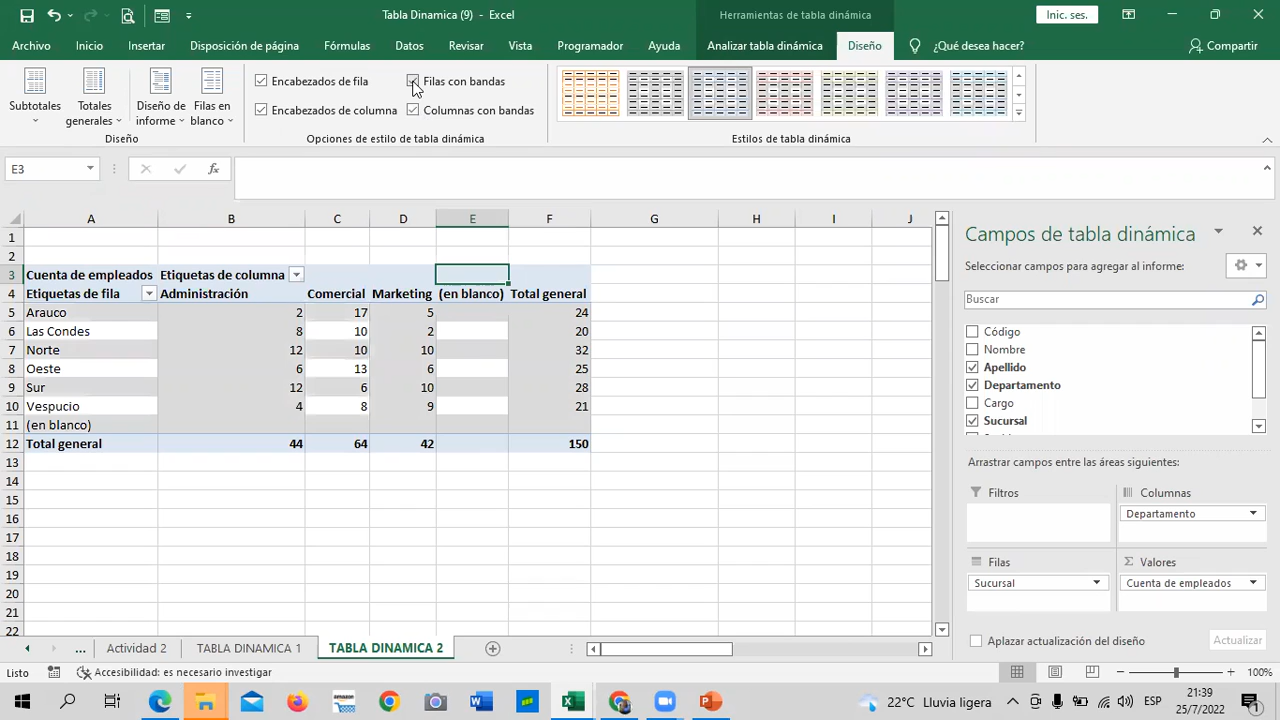 Tabla Dinamica (9) - Excel
Herramientas de tabla dinámica
Inic. ses.
Archivo Inicio Insertar Disposición de página Fórmulas Datos Revisar Vista Programador Ayuda Analizar tabla dinámica Diseño ¿Qué desea hacer? Compartir
Subtotales
Totales generales
Diseño de informe
Filas en blanco
Diseño
Encabezados de fila
Filas con bandas
Encabezados de columna
Columnas con bandas
Opciones de estilo de tabla dinámica
Estilos de tabla dinámica
E3
fx
A B C D E F G H I J
1
2
3 Cuenta de empleados Etiquetas de columna
4 Etiquetas de fila Administración Comercial Marketing (en blanco) Total general
5 Arauco 2 17 5 24
6 Las Condes 8 10 2 20
7 Norte 12 10 10 32
8 Oeste 6 13 6 25
9 Sur 12 6 10 28
10 Vespucio 4 8 9 21
11 (en blanco)
12 Total general 44 64 42 150
13
14
15
16
17
18
19
20
21
22
Campos de tabla dinámica
Seleccionar campos para agregar al informe:
Buscar
Código
Nombre
Apellido
Departamento
Cargo
Sucursal
Arrastrar campos entre las áreas siguientes:
Filtros
Columnas
Departamento
Filas
Sucursal
Valores
Cuenta de empleados
Aplazar actualización del diseño
Actualizar
... Actividad 2 TABLA DINAMICA 1 TABLA DINAMICA 2
Listo
Accesibilidad: es necesario investigar
100%
22°C Lluvia ligera
ESP
21:39
25/7/2022